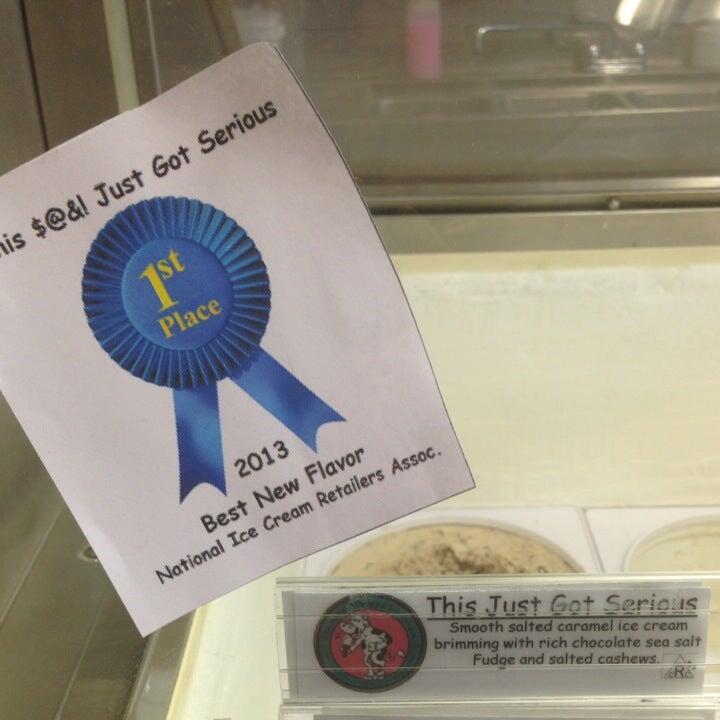 his $@&! Just Got Serious
1st
Place
2013
Best New Flavor
National Ice Cream Retailers Assoc.
This Just Got Serious
Smooth salted caramel ice cream
brimming with rich chocolate sea salt
Fudge and salted cashews.
R